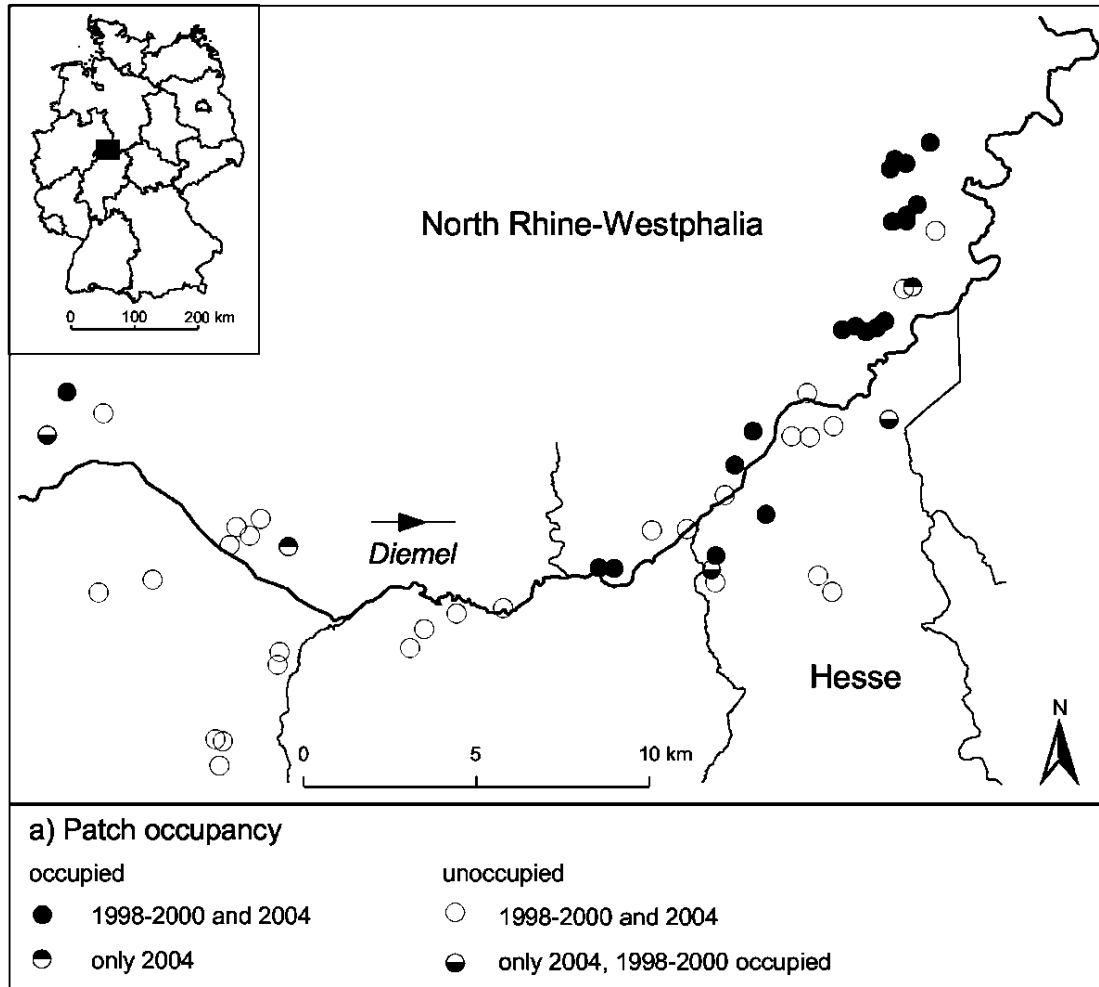 0 100 200 km
North Rhine-Westphalia
Diemel
Hesse
N
0 5 10 km
a) Patch occupancy
occupied unoccupied
1998-2000 and 2004 1998-2000 and 2004
only 2004 only 2004, 1998-2000 occupied